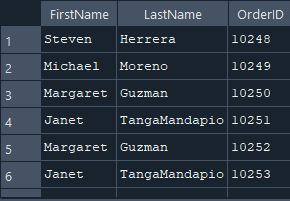 FirstName LastName OrderID
1 Steven Herrera 10248
2 Michael Moreno 10249
3 Margaret Guzman 10250
4 Janet TangaMandapio 10251
5 Margaret Guzman 10252
6 Janet TangaMandapio 10253